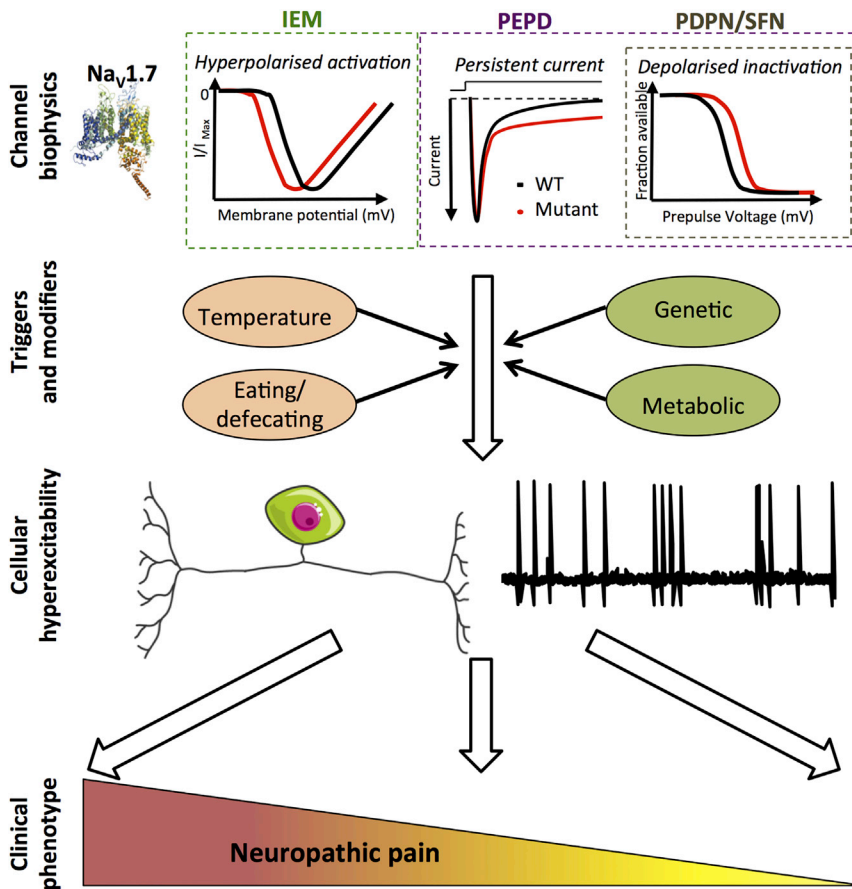 IEM
PEPD
PDPN/SFN
Channel
biophysics
NaV1.7
Hyperpolarised activation
0
I/I Max
Membrane potential (mV)
Persistent current
Current
WT
Mutant
Depolarised inactivation
Fraction available
Prepulse Voltage (mV)
Triggers
and modifiers
Temperature
Eating/
defecating
Genetic
Metabolic
Cellular
hyperexcitability
Clinical
phenotype
Neuropathic pain